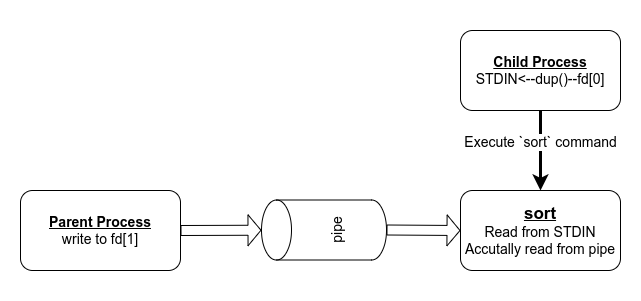 Child Process
STDIN<--dup()--fd[0]
Execute `sort` command
Parent Process
write to fd[1]
pipe
sort
Read from STDIN
Accutally read from pipe